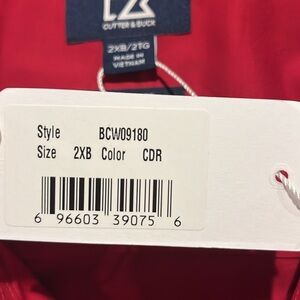 CUTTER & BUCK
2XB/2TG
MADE IN
VIETNAM
Style BCW09180
Size 2XB Color CDR
6 96603 39075 6